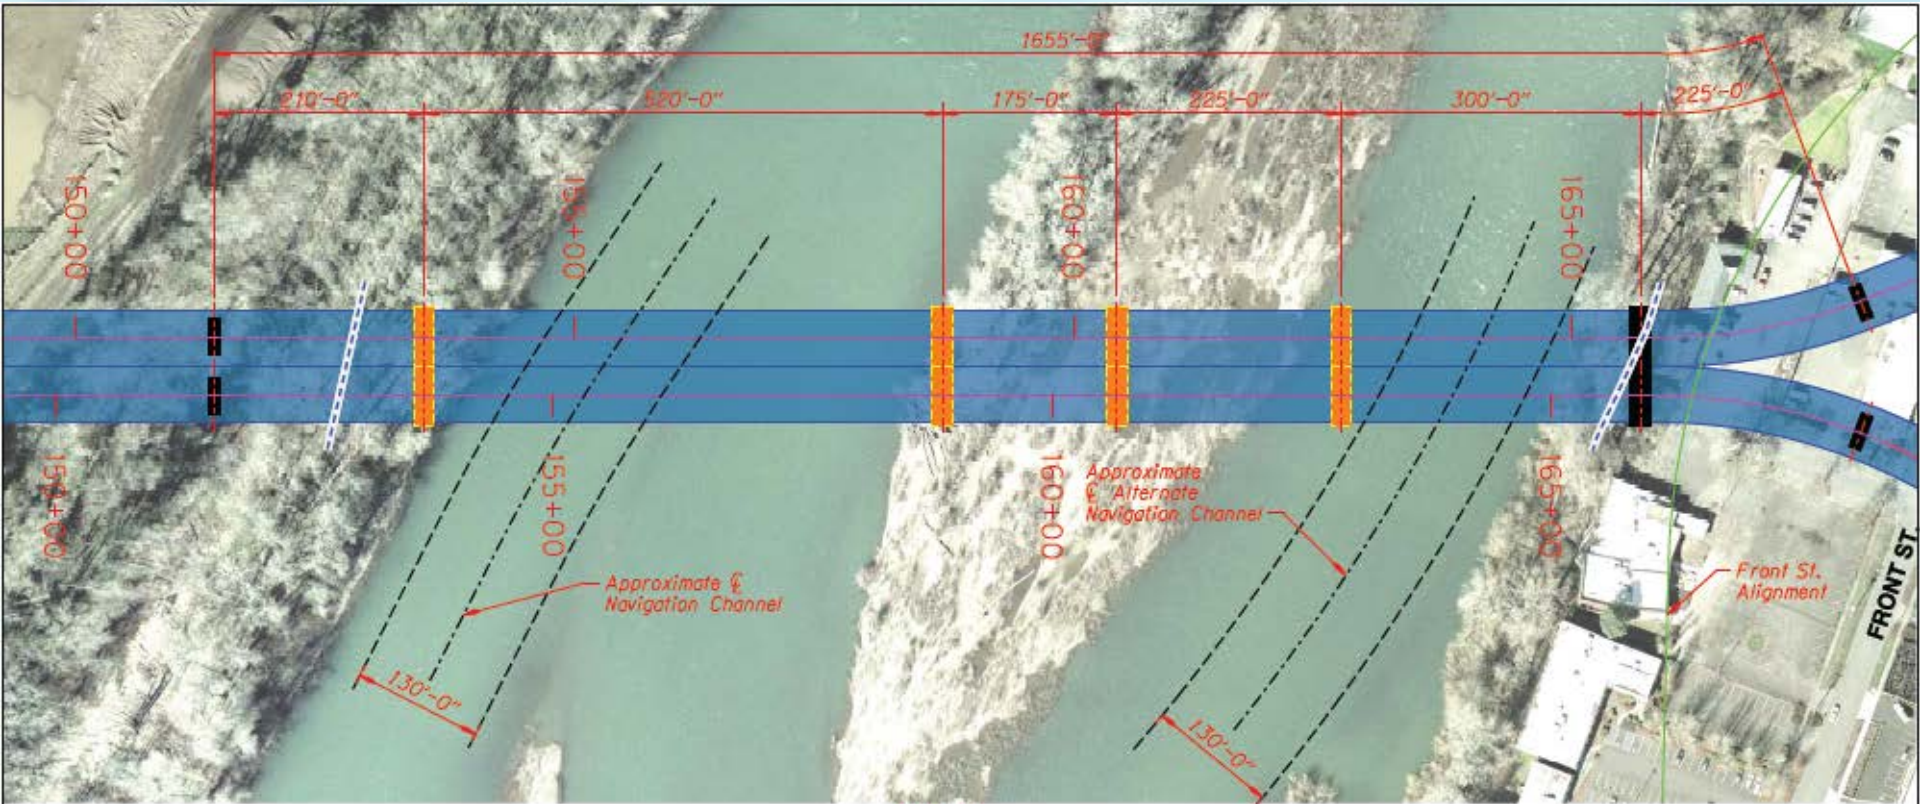 1655'-0"
210'-0"
520'-0"
175'-0"
225'-0"
300'-0"
225'-0"
150+00
155+00
160+00
165+00
150+00
155+00
160+00
165+00
Approximate
℄ Alternate
Navigation Channel
Approximate ℄
Navigation Channel
Front St.
Alignment
FRONT ST.
130'-0"
130'-0"